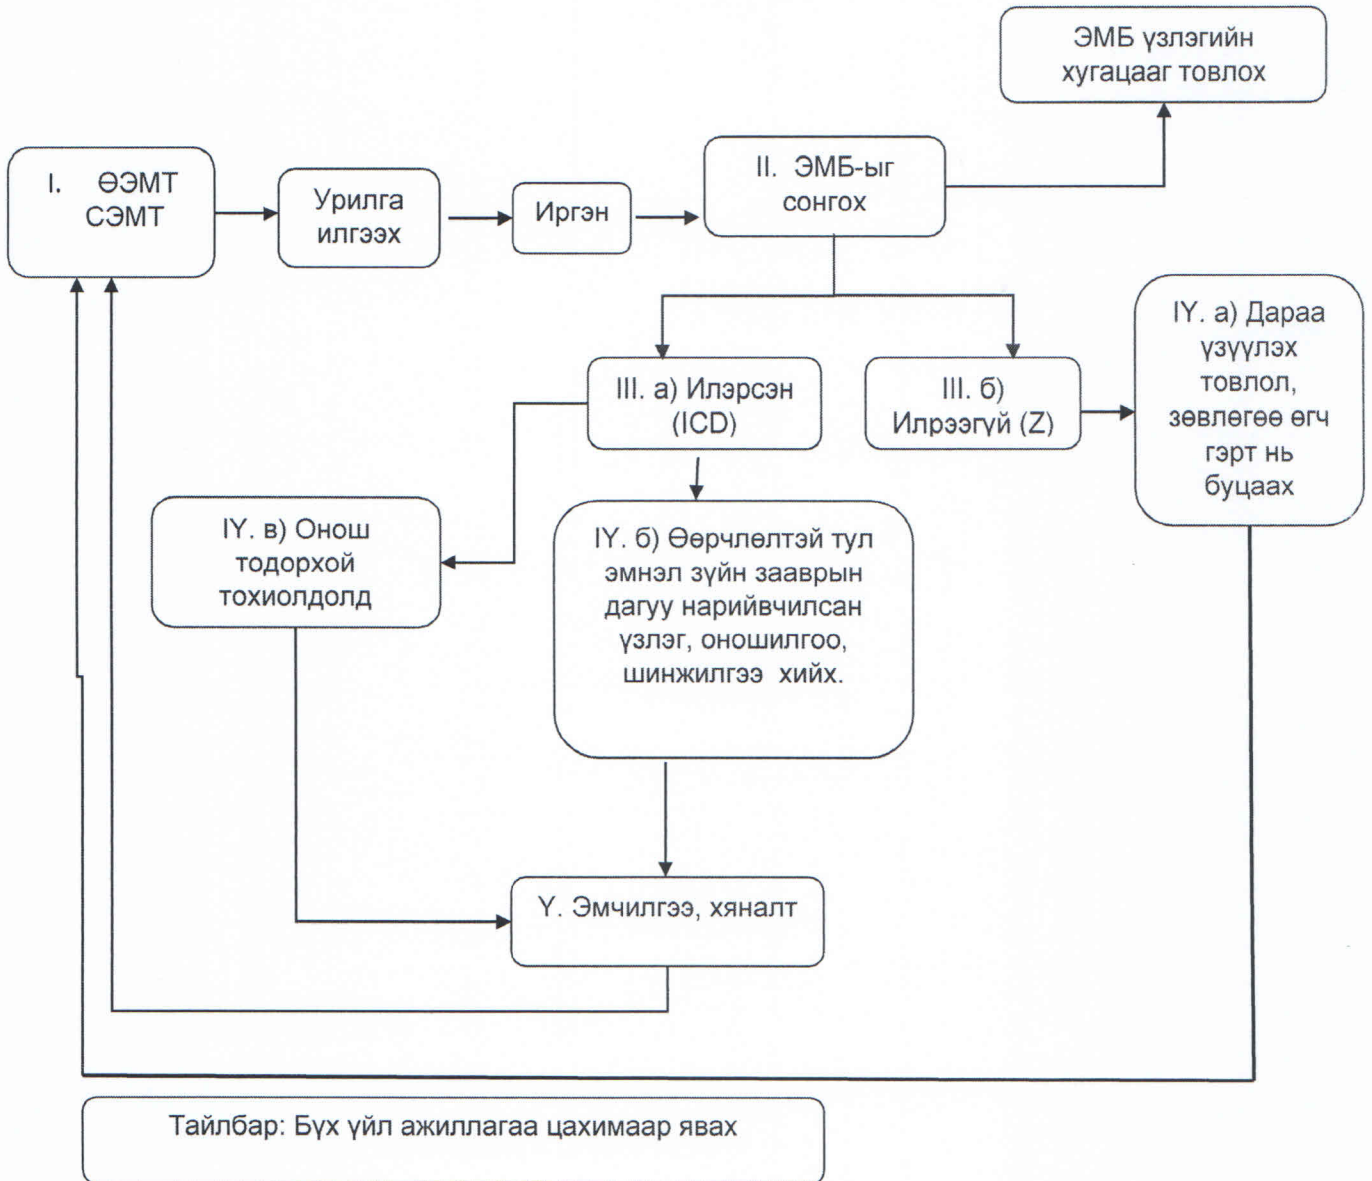 ЭМБ үзлэгийн
хугацааг товлох
I. ӨЭМТ
СЭМТ
Урилга
илгээх
Иргэн
II. ЭМБ-ыг
сонгох
III. а) Илэрсэн
(ICD)
III. б)
Илрээгүй (Z)
IY. а) Дараа
үзүүлэх
товлол,
зөвлөгөө өгч
гэрт нь
буцаах
IY. в) Онош
тодорхой
тохиолдолд
IY. б) Өөрчлөлтэй тул
эмнэл зүйн зааврын
дагуу нарийвчилсан
үзлэг, оношилгоо,
шинжилгээ хийх.
Y. Эмчилгээ, хяналт
Тайлбар: Бүх үйл ажиллагаа цахимаар явах